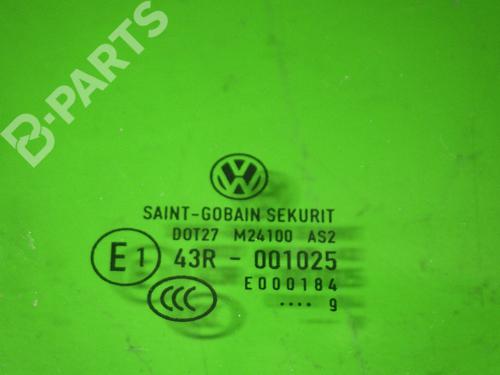 B-PARTS
SAINT-GOBAIN SEKURIT
DOT27 M24100 AS2
E1 43R - 001025
E000184
CCC .... 9